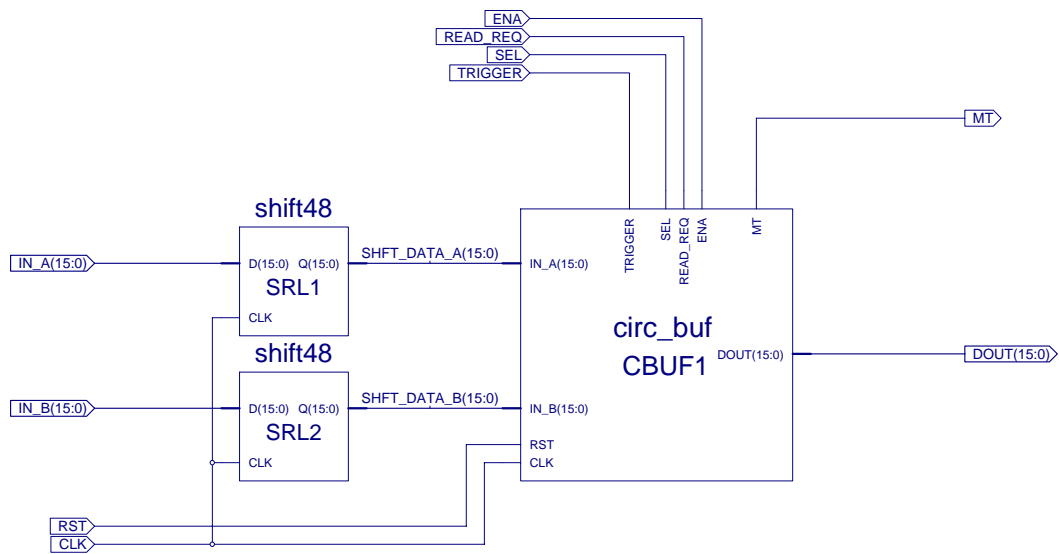 ENA
READ_REQ
SEL
TRIGGER
MT
TRIGGER
SEL
READ_REQ
ENA
MT
shift48
IN_A(15:0)
D(15:0) Q(15:0)
SRL1
CLK
SHFT_DATA_A(15:0)
IN_A(15:0)
circ_buf
CBUF1
DOUT(15:0)
DOUT(15:0)
shift48
IN_B(15:0)
D(15:0) Q(15:0)
SRL2
CLK
SHFT_DATA_B(15:0)
IN_B(15:0)
RST
CLK
RST
CLK